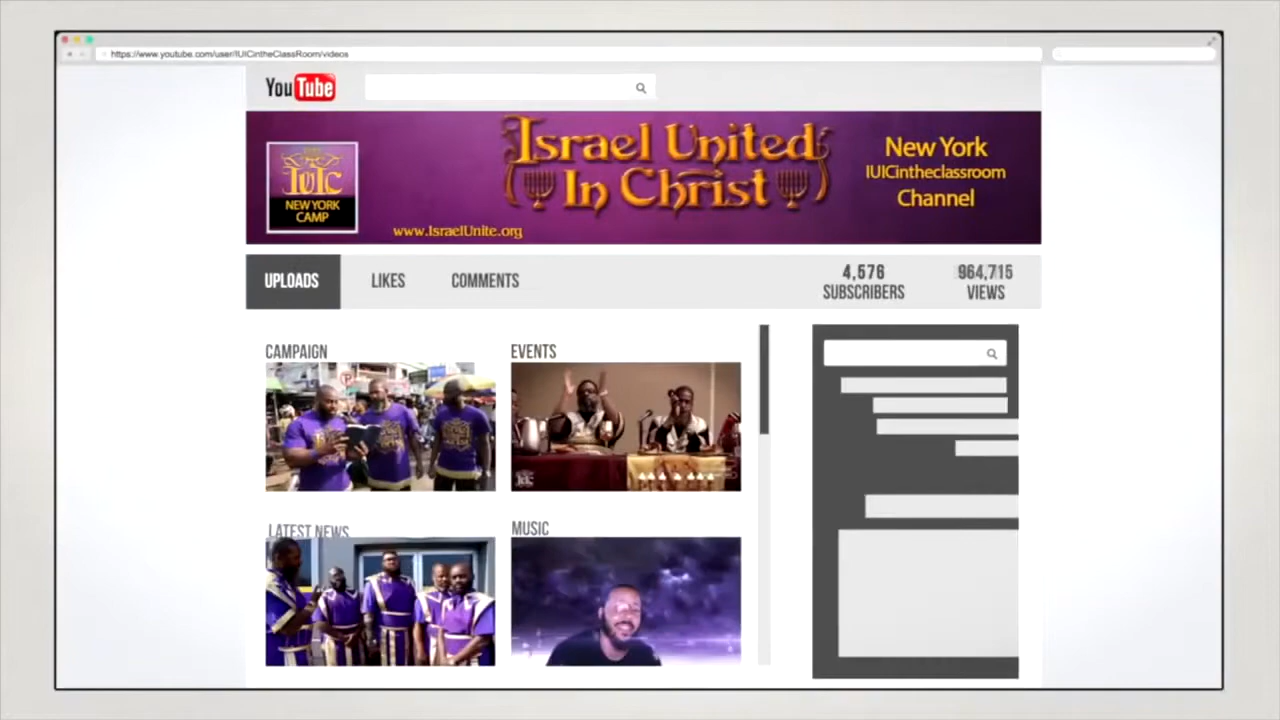 https://www.youtube.com/user/IUICintheClassRoom/videos
YouTube
Israel United
In Christ
IUIC
NEW YORK
CAMP
www.IsraelUnite.org
New York
IUICintheclassroom
Channel
UPLOADS
LIKES
COMMENTS
4,576
SUBSCRIBERS
964,715
VIEWS
CAMPAIGN
EVENTS
LATEST NEWS
MUSIC